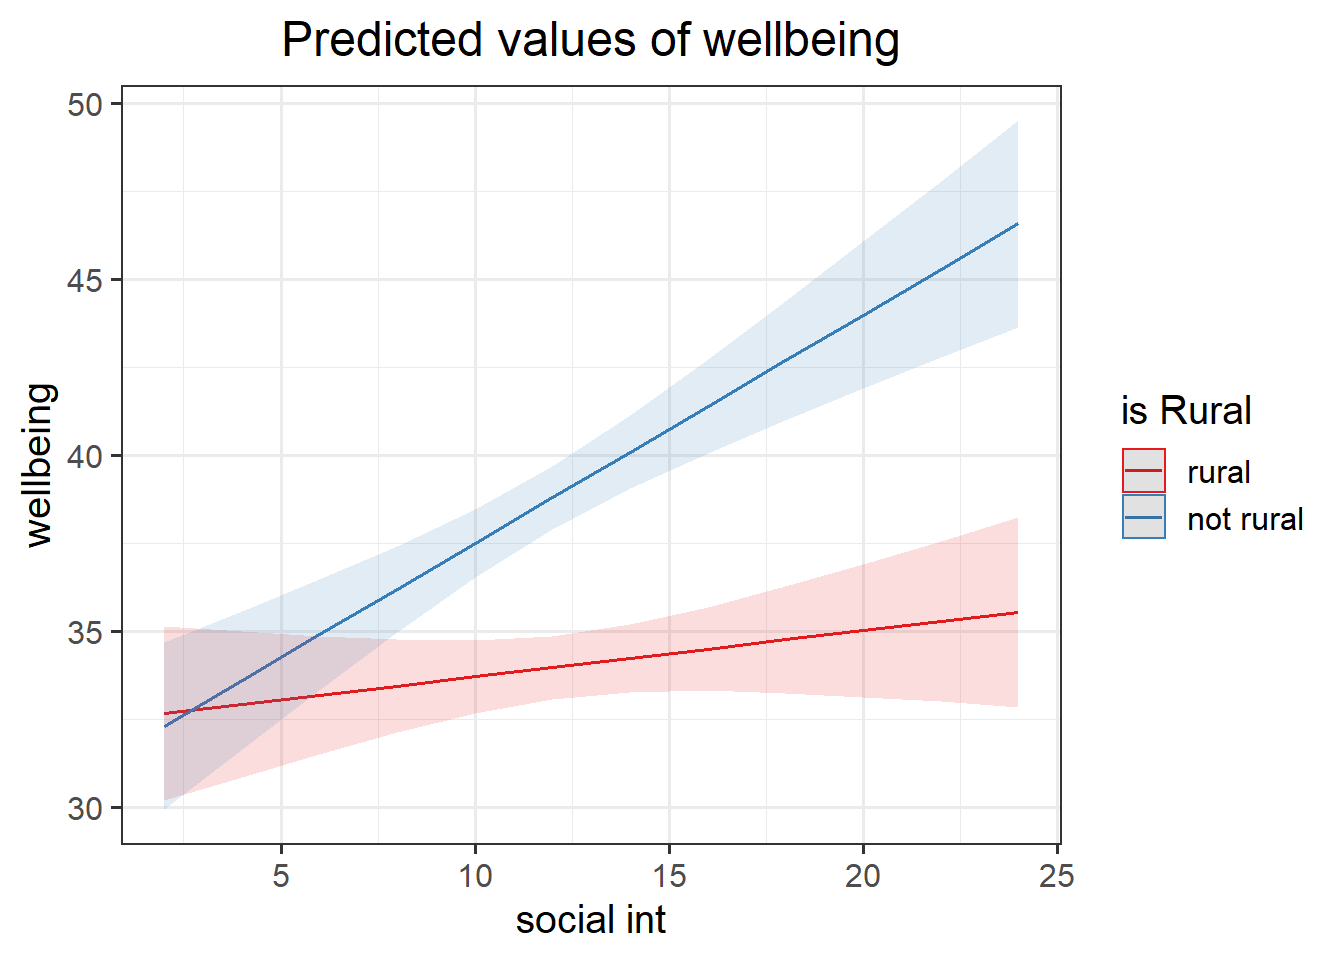 Predicted values of wellbeing
50
45
40
35
30
wellbeing
5 10 15 20 25
social int
is Rural
rural
not rural